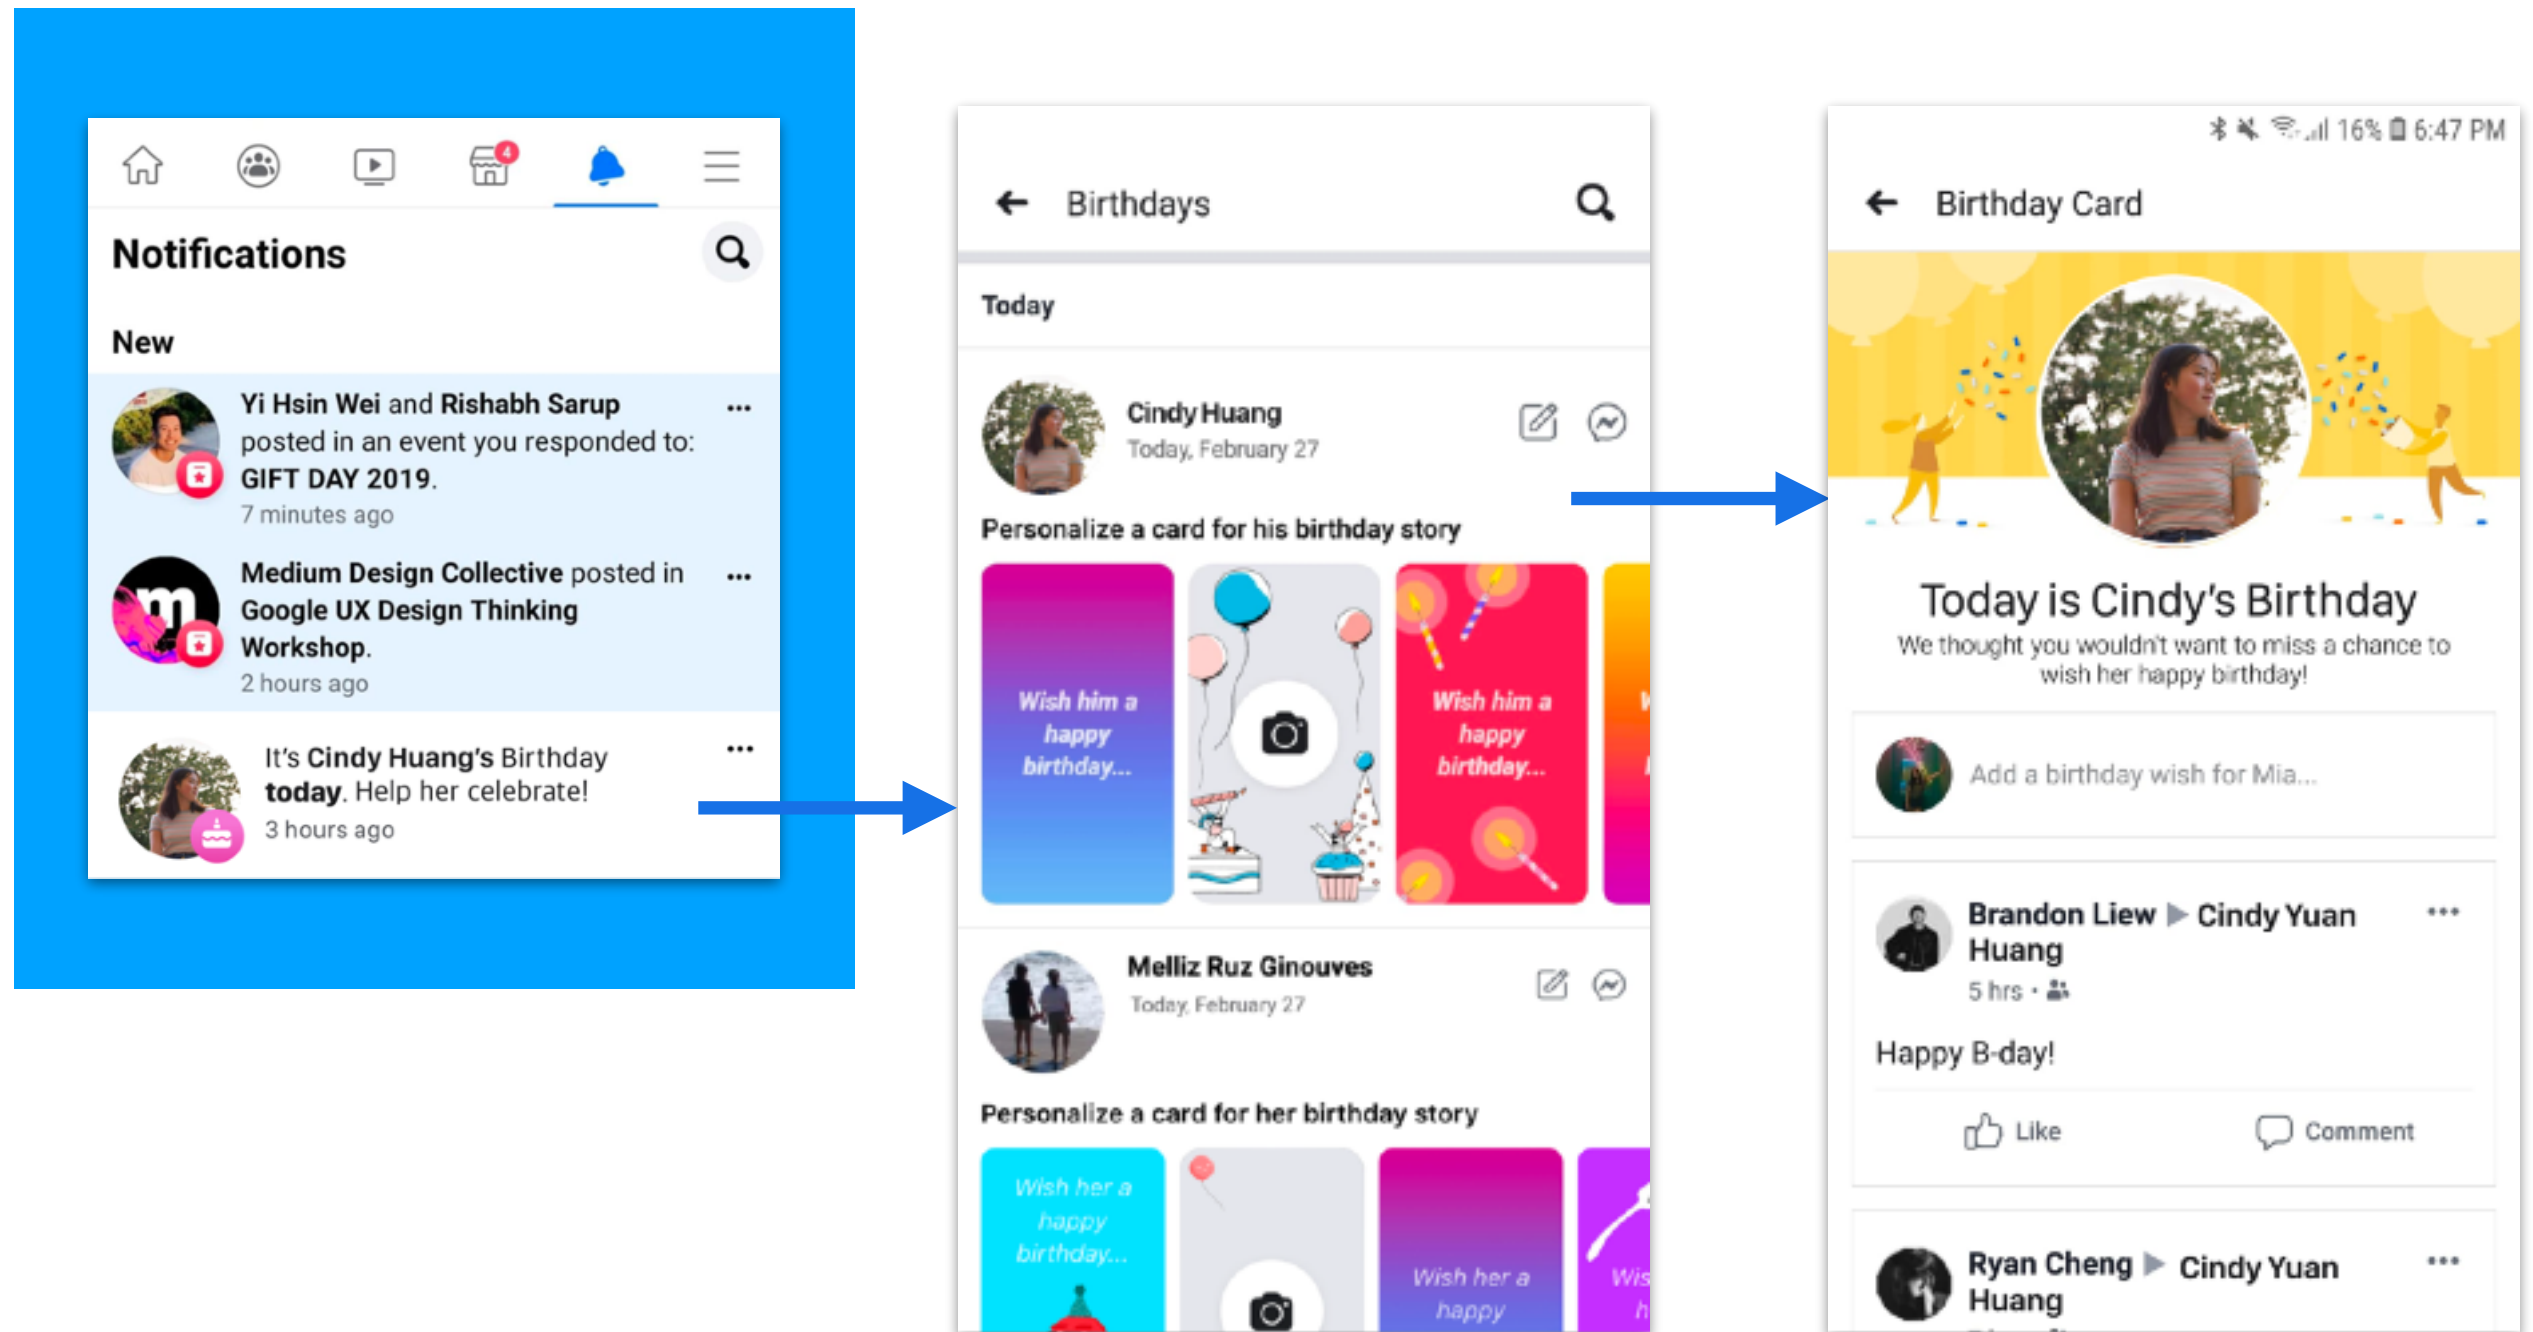 4
Notifications
New
Yi Hsin Wei and Rishabh Sarup
posted in an event you responded to:
GIFT DAY 2019.
7 minutes ago
Medium Design Collective posted in
Google UX Design Thinking
Workshop.
2 hours ago
It's Cindy Huang's Birthday
today. Help her celebrate!
3 hours ago
Birthdays
Today
Cindy Huang
Today, February 27
Personalize a card for his birthday story
Wish him a
happy
birthday...
Wish him a
happy
birthday...
Melliz Ruz Ginouves
Today, February 27
Personalize a card for her birthday story
Wish her a
happy
birthday...
Wish her a
happy
Wis
h
16% 6:47 PM
Birthday Card
Today is Cindy's Birthday
We thought you wouldn't want to miss a chance to
wish her happy birthday!
Add a birthday wish for Mia...
Brandon Liew ▶ Cindy Yuan
Huang
5 hrs ·
Happy B-day!
Like
Comment
Ryan Cheng ▶ Cindy Yuan
Huang